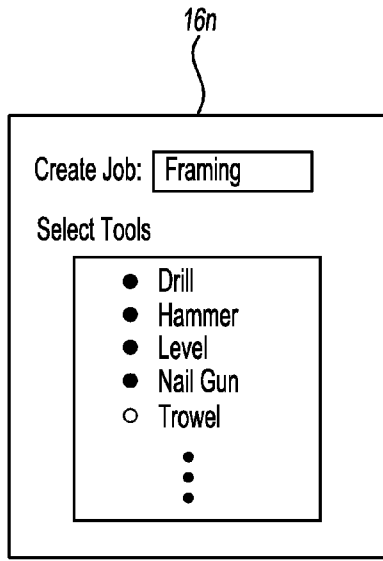 16n
Create Job: Framing
Select Tools
● Drill
● Hammer
● Level
● Nail Gun
○ Trowel